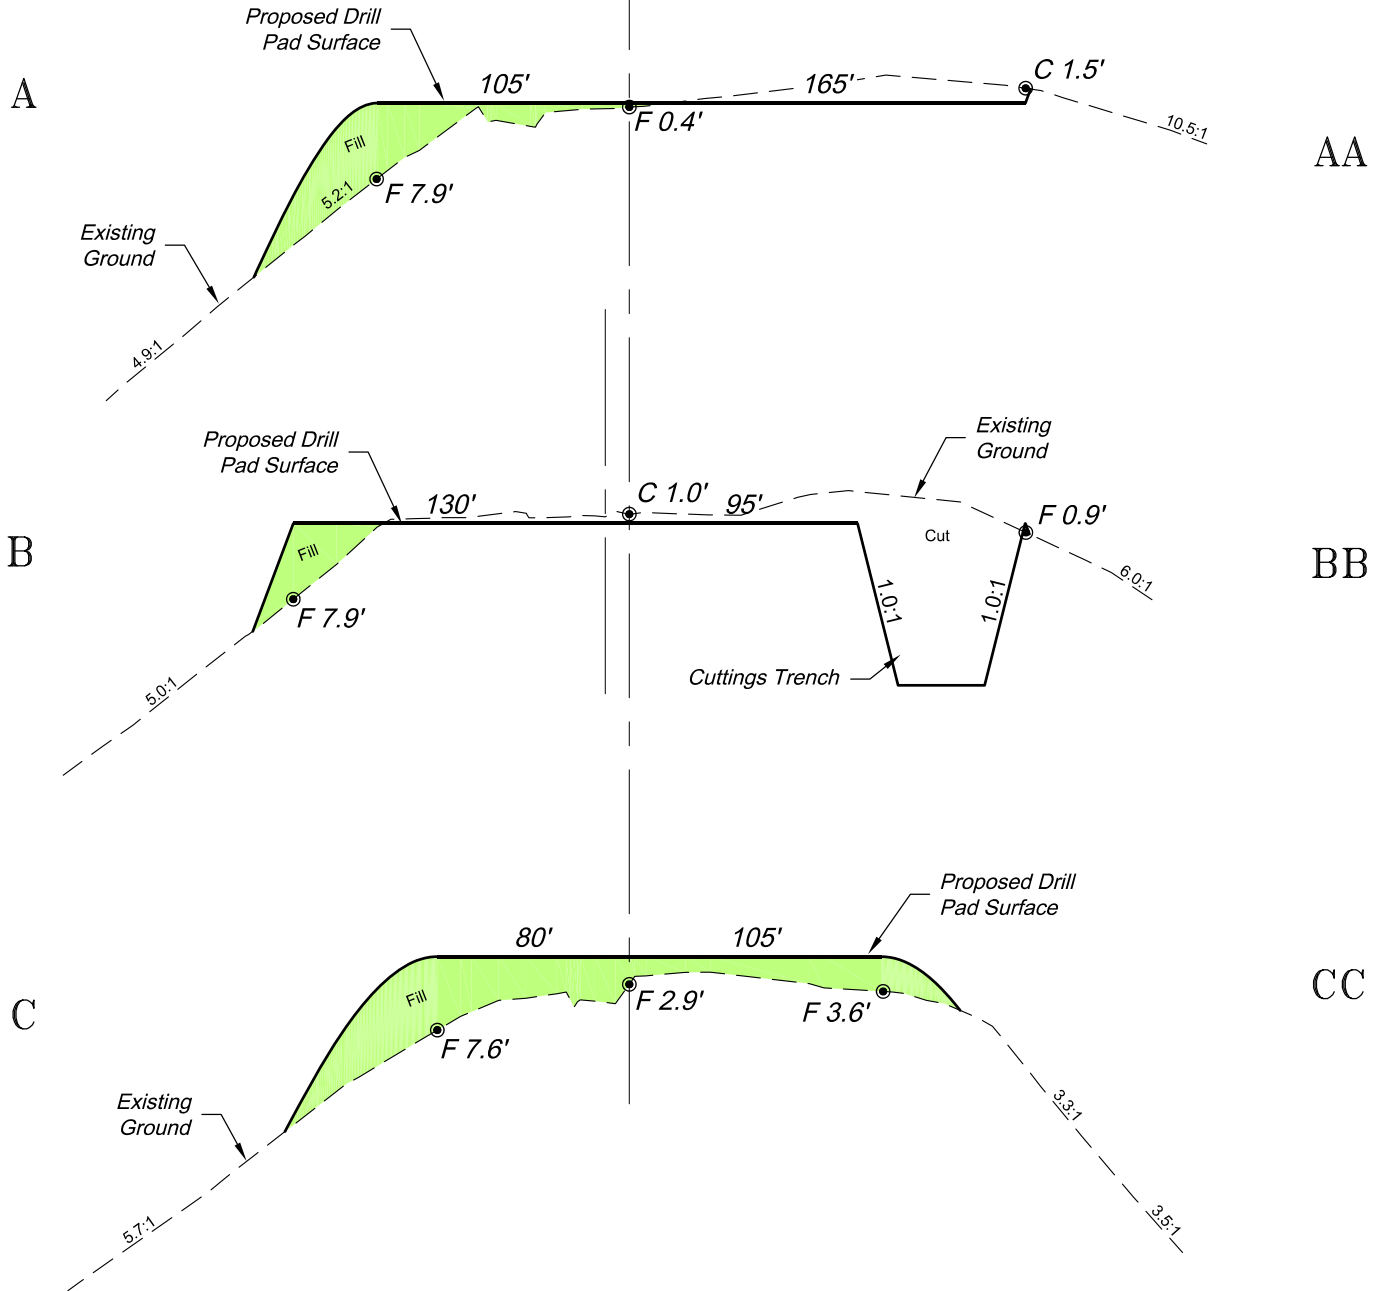 Proposed Drill
Pad Surface
A
105'
165'
C 1.5'
F 0.4'
10.5:1
AA
Fill
5.2:1
F 7.9'
Existing
Ground
4.9:1
Existing
Ground
Proposed Drill
Pad Surface
130'
C 1.0'
95'
F 0.9'
B
Fill
Cut
BB
6.0:1
F 7.9'
1.0:1
1.0:1
Cuttings Trench
5.0:1
Proposed Drill
Pad Surface
80'
105'
C
Fill
F 2.9'
F 3.6'
CC
F 7.6'
Existing
Ground
3.3:1
5.7:1
3.5:1